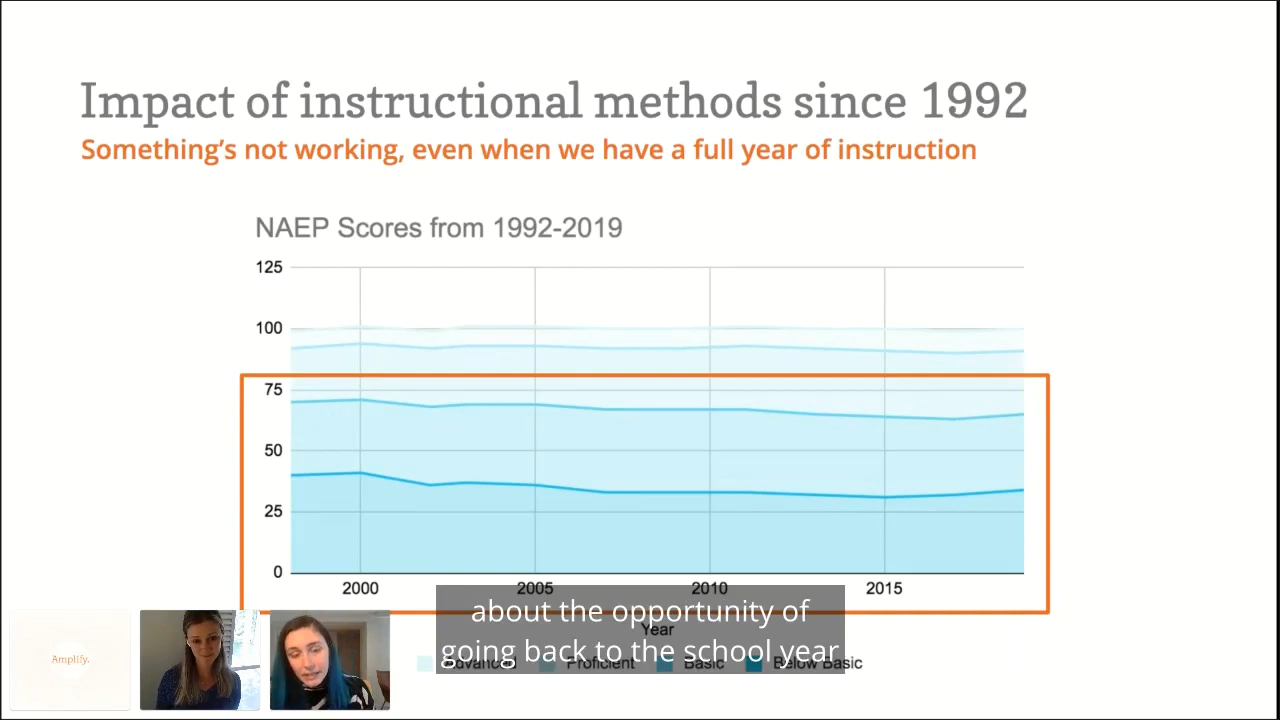 Impact of instructional methods since 1992
Something's not working, even when we have a full year of instruction
NAEP Scores from 1992-2019
125
100
75
50
25
0
2000 2005 2010 2015
Year
Advanced Proficient Basic Below Basic
about the opportunity of
going back to the school year
Amplify.